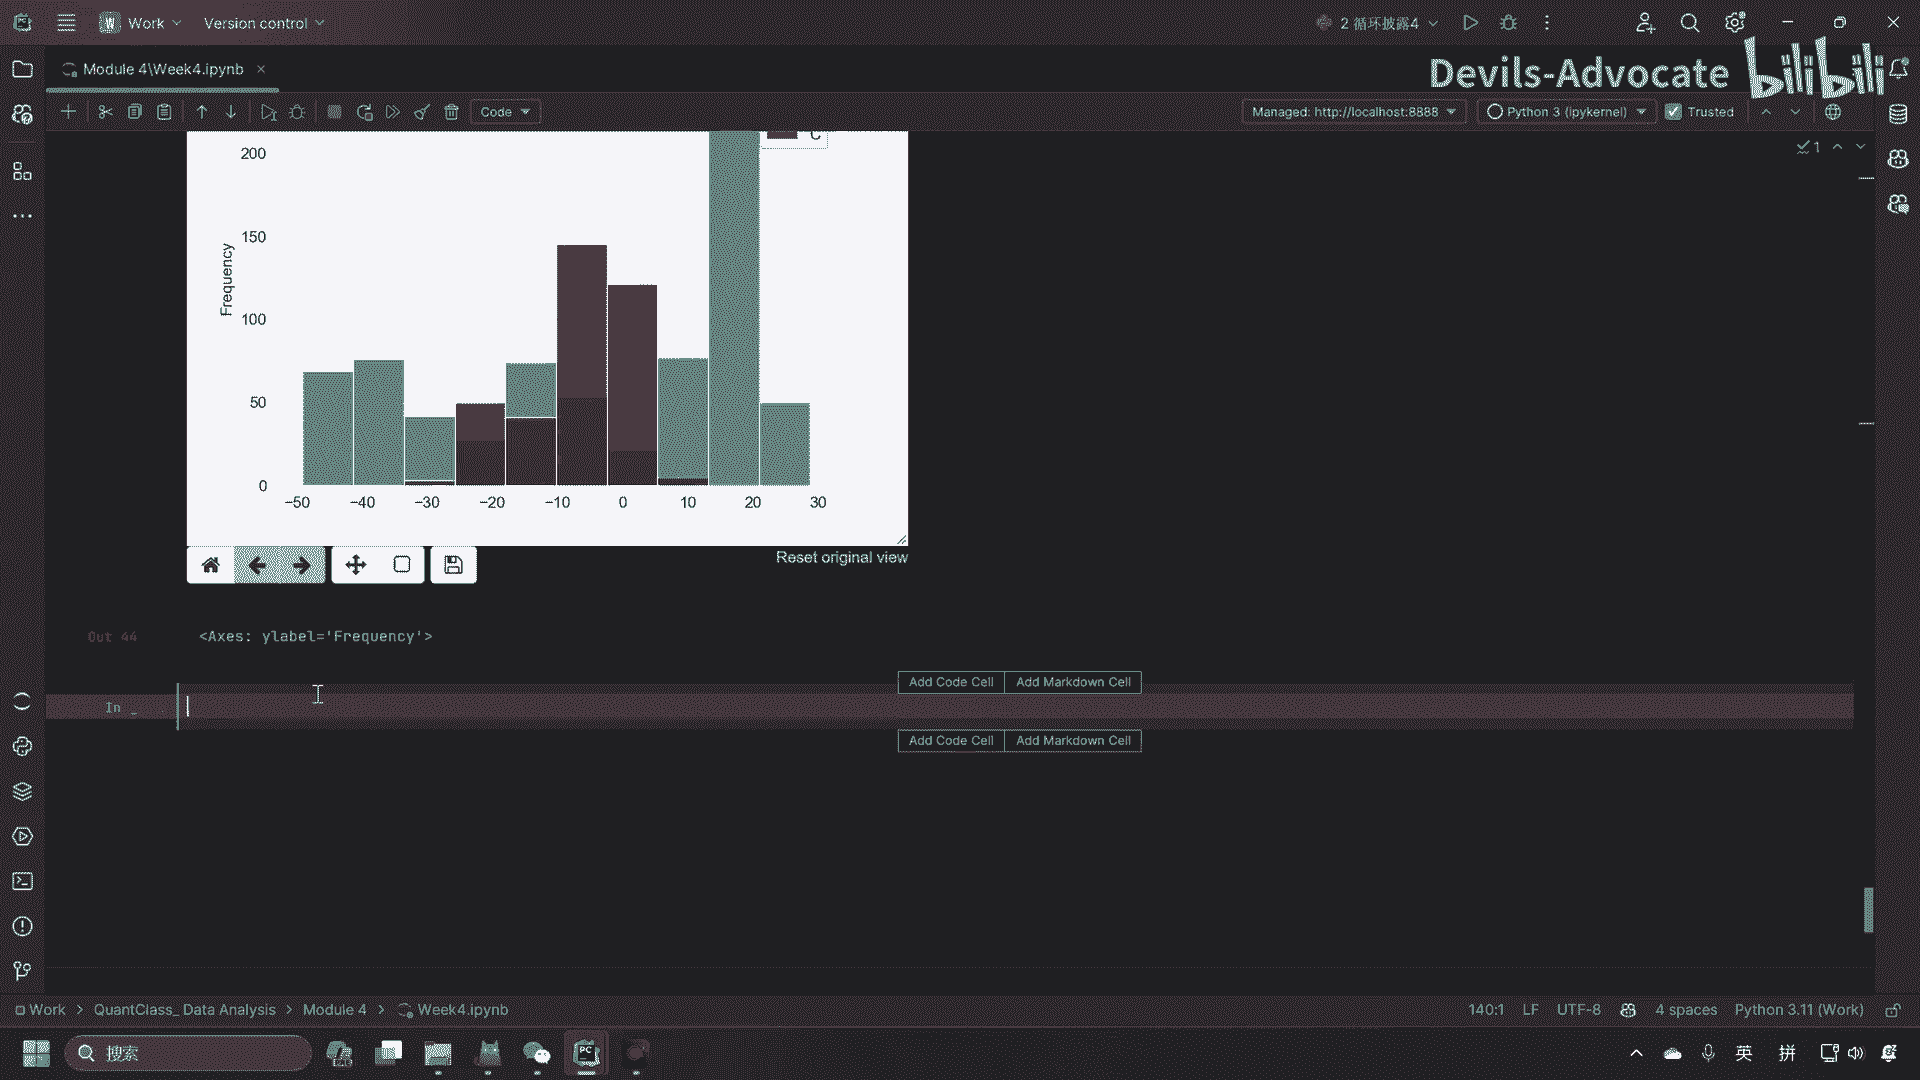 Work
Version control
2 循环披露4
Module 4\Week4.ipynb
Devils-Advocate bilibili
Code
Managed: http://localhost:8888
Python 3 (ipykernel)
Trusted
1
C
200
150
100
50
0
Frequency
−50 −40 −30 −20 −10 0 10 20 30
Reset original view
Out 44
<Axes: ylabel='Frequency'>
Add Code Cell Add Markdown Cell
In _
Add Code Cell Add Markdown Cell
Work > QuantClass_ Data Analysis > Module 4 > Week4.ipynb
140:1 LF UTF-8 4 spaces Python 3.11 (Work)
搜索
英 拼